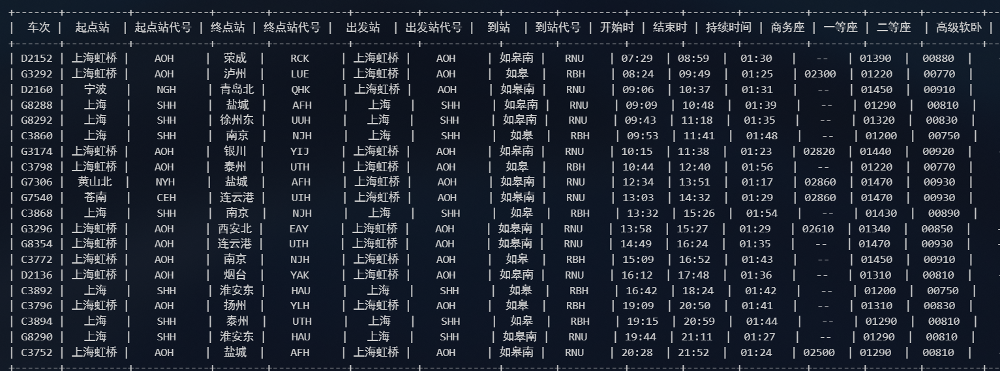 | 车次 | 起点站 | 起点站代号 | 终点站 | 终点站代号 | 出发站 | 出发站代号 | 到站 | 到站代号 | 开始时 | 结束时 | 持续时间 | 商务座 | 一等座 | 二等座 | 高级软卧 |
| D2152 | 上海虹桥 | AOH | 荣成 | RCK | 上海虹桥 | AOH | 如皋南 | RNU | 07:29 | 08:59 | 01:30 | -- | 01390 | 00880 |
| G3292 | 上海虹桥 | AOH | 泸州 | LUE | 上海虹桥 | AOH | 如皋 | RBH | 08:24 | 09:49 | 01:25 | 02300 | 01220 | 00770 |
| D2160 | 宁波 | NGH | 青岛北 | QHK | 上海虹桥 | AOH | 如皋南 | RNU | 09:06 | 10:37 | 01:31 | -- | 01450 | 00910 |
| G8288 | 上海 | SHH | 盐城 | AFH | 上海 | SHH | 如皋南 | RNU | 09:09 | 10:48 | 01:39 | -- | 01290 | 00810 |
| G8292 | 上海 | SHH | 徐州东 | UUH | 上海 | SHH | 如皋南 | RNU | 09:43 | 11:18 | 01:35 | -- | 01320 | 00830 |
| C3860 | 上海 | SHH | 南京 | NJH | 上海 | SHH | 如皋 | RBH | 09:53 | 11:41 | 01:48 | -- | 01200 | 00750 |
| G3174 | 上海虹桥 | AOH | 银川 | YIJ | 上海虹桥 | AOH | 如皋南 | RNU | 10:15 | 11:38 | 01:23 | 02820 | 01440 | 00920 |
| C3798 | 上海虹桥 | AOH | 泰州 | UTH | 上海虹桥 | AOH | 如皋 | RBH | 10:44 | 12:40 | 01:56 | -- | 01220 | 00770 |
| G7306 | 黄山北 | NYH | 盐城 | AFH | 上海虹桥 | AOH | 如皋南 | RNU | 12:34 | 13:51 | 01:17 | 02860 | 01470 | 00930 |
| G7540 | 苍南 | CEH | 连云港 | UIH | 上海虹桥 | AOH | 如皋南 | RNU | 13:03 | 14:32 | 01:29 | 02860 | 01470 | 00930 |
| C3868 | 上海 | SHH | 南京 | NJH | 上海 | SHH | 如皋 | RBH | 13:32 | 15:26 | 01:54 | -- | 01430 | 00890 |
| G3296 | 上海虹桥 | AOH | 西安北 | EAY | 上海虹桥 | AOH | 如皋南 | RNU | 13:58 | 15:27 | 01:29 | 02610 | 01340 | 00850 |
| G8354 | 上海虹桥 | AOH | 连云港 | UIH | 上海虹桥 | AOH | 如皋南 | RNU | 14:49 | 16:24 | 01:35 | -- | 01470 | 00930 |
| C3772 | 上海虹桥 | AOH | 南京 | NJH | 上海虹桥 | AOH | 如皋 | RBH | 15:09 | 16:52 | 01:43 | -- | 01450 | 00910 |
| D2136 | 上海虹桥 | AOH | 烟台 | YAK | 上海虹桥 | AOH | 如皋南 | RNU | 16:12 | 17:48 | 01:36 | -- | 01310 | 00810 |
| C3892 | 上海 | SHH | 淮安东 | HAU | 上海 | SHH | 如皋 | RBH | 16:42 | 18:24 | 01:42 | -- | 01200 | 00750 |
| C3796 | 上海虹桥 | AOH | 扬州 | YLH | 上海虹桥 | AOH | 如皋 | RBH | 19:09 | 20:50 | 01:41 | -- | 01310 | 00830 |
| C3894 | 上海 | SHH | 泰州 | UTH | 上海 | SHH | 如皋 | RBH | 19:15 | 20:59 | 01:44 | -- | 01290 | 00810 |
| G8290 | 上海 | SHH | 淮安东 | HAU | 上海 | SHH | 如皋南 | RNU | 19:44 | 21:11 | 01:27 | -- | 01290 | 00810 |
| C3752 | 上海虹桥 | AOH | 盐城 | AFH | 上海虹桥 | AOH | 如皋南 | RNU | 20:28 | 21:52 | 01:24 | 02500 | 01290 | 00810 |